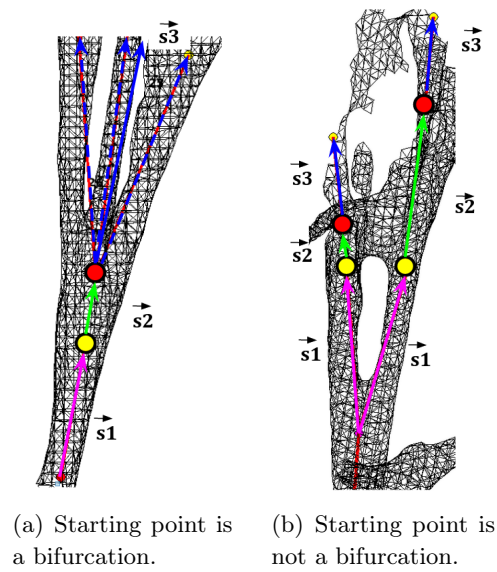 s3
s2
s1
s3
s3
s2
s2
s1
s1
(a) Starting point is
a bifurcation.
(b) Starting point is
not a bifurcation.